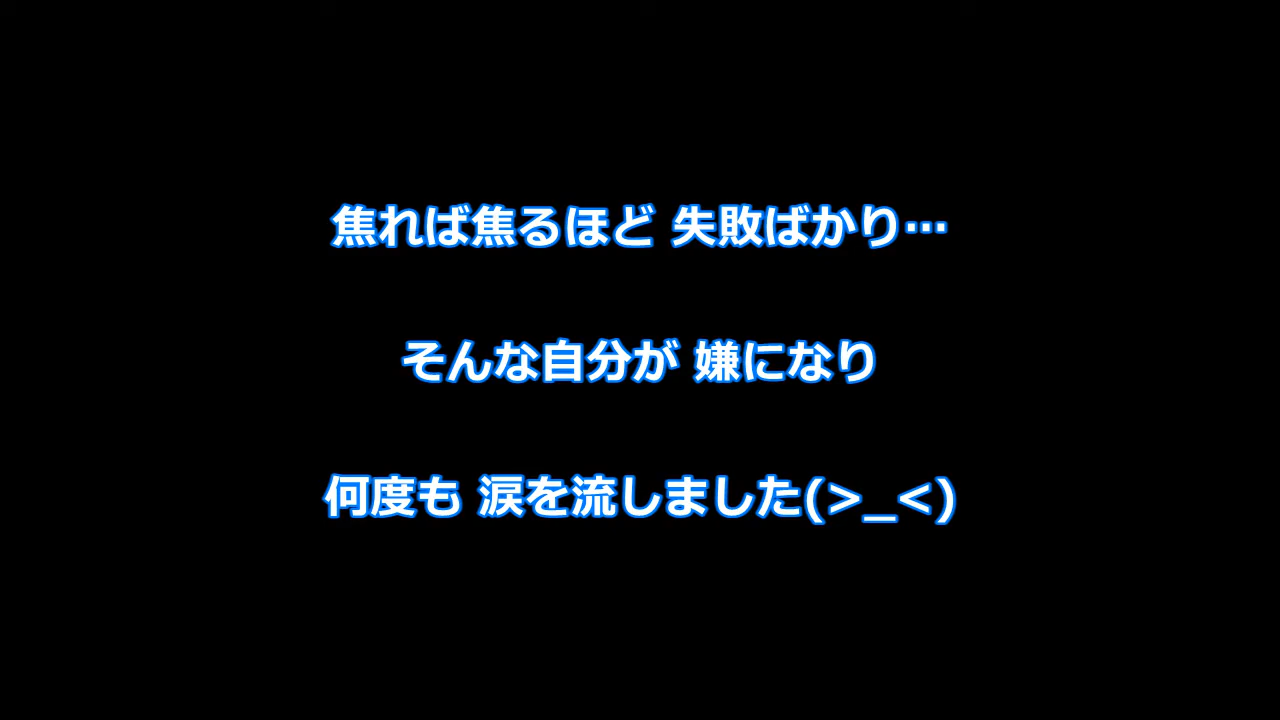 焦れば焦るほど 失敗ばかり…
そんな自分が 嫌になり
何度も 涙を流しました(>_<)